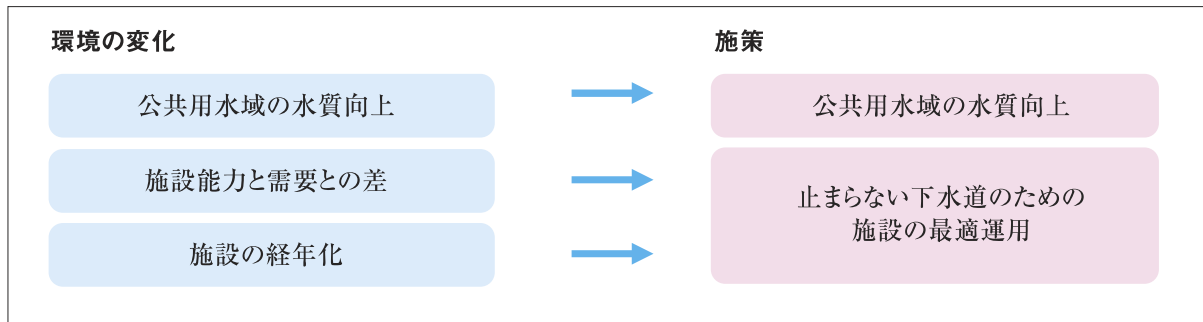 環境の変化
施策
公共用水域の水質向上
公共用水域の水質向上
施設能力と需要との差
止まらない下水道のための
施設の最適運用
施設の経年化